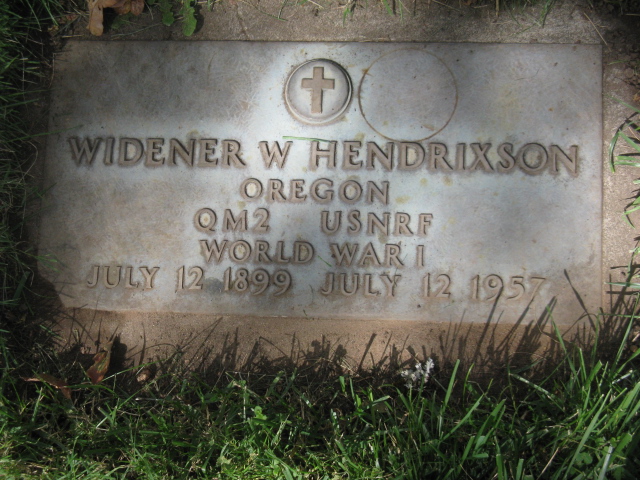 WIDENER W HENDRIXSON
OREGON
QM2 USNRF
WORLD WAR I
JULY 12 1899 JULY 12 1957